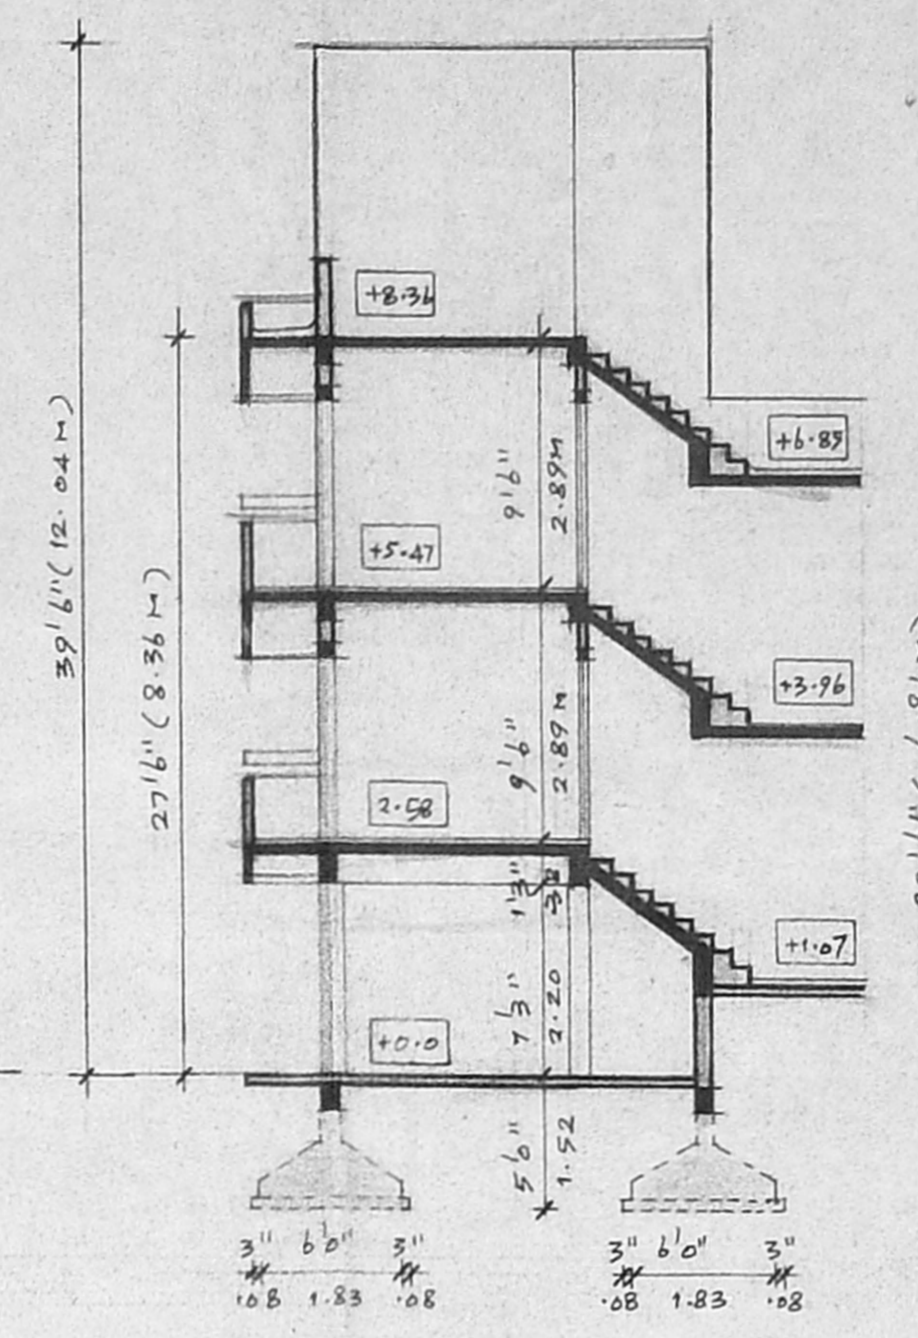 +8.36
+6.85
9'6"
2.89M
+5.47
39'6" (12.04 M)
27'6" (8.36 M)
+3.96
9'6"
2.89M
2.58
1'3"
38
+1.07
7'3"
2.20
+0.0
5'0"
1.52
3" 6'0" 3"
.08 1.83 .08
3" 6'0" 3"
.08 1.83 .08